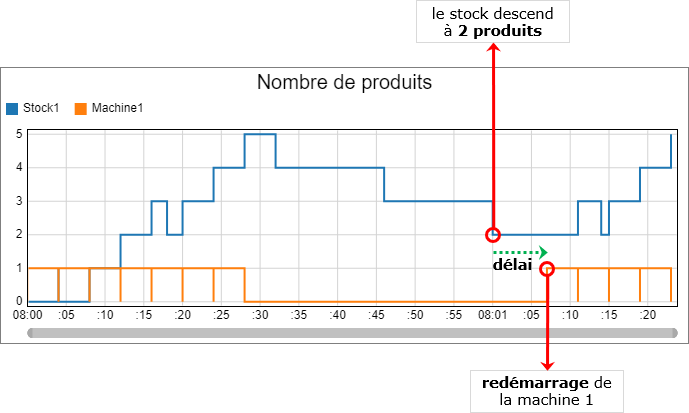 le stock descend
à 2 produits
Nombre de produits
Stock1 Machine1
5
4
3
2
délai
1
0
08:00 :05 :10 :15 :20 :25 :30 :35 :40 :45 :50 :55 08:01 :05 :10 :15 :20
redémarrage de
la machine 1